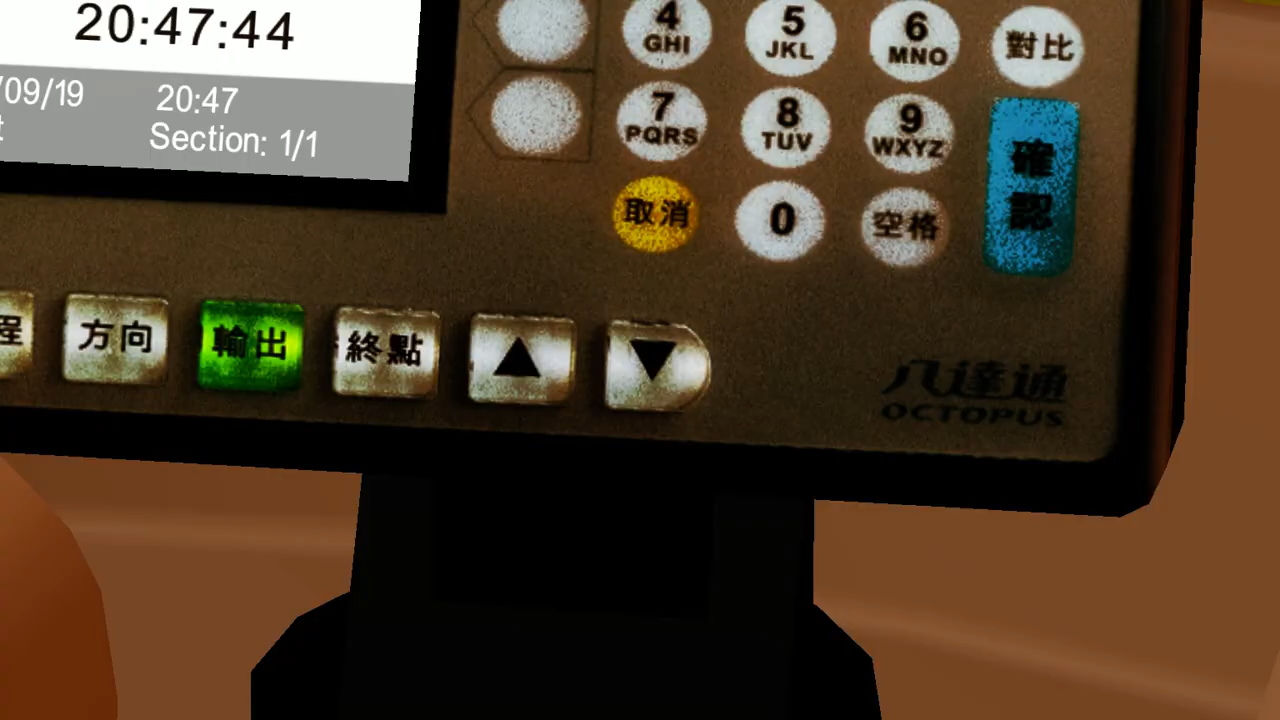 20:47:44
/09/19 20:47
Section: 1/1
4 GHI
5 JKL
6 MNO
對比
7 PQRS
8 TUV
9 WXYZ
確認
取消
0
空格
程
方向
輸出
終點
▲
▼
八達通
OCTOPUS